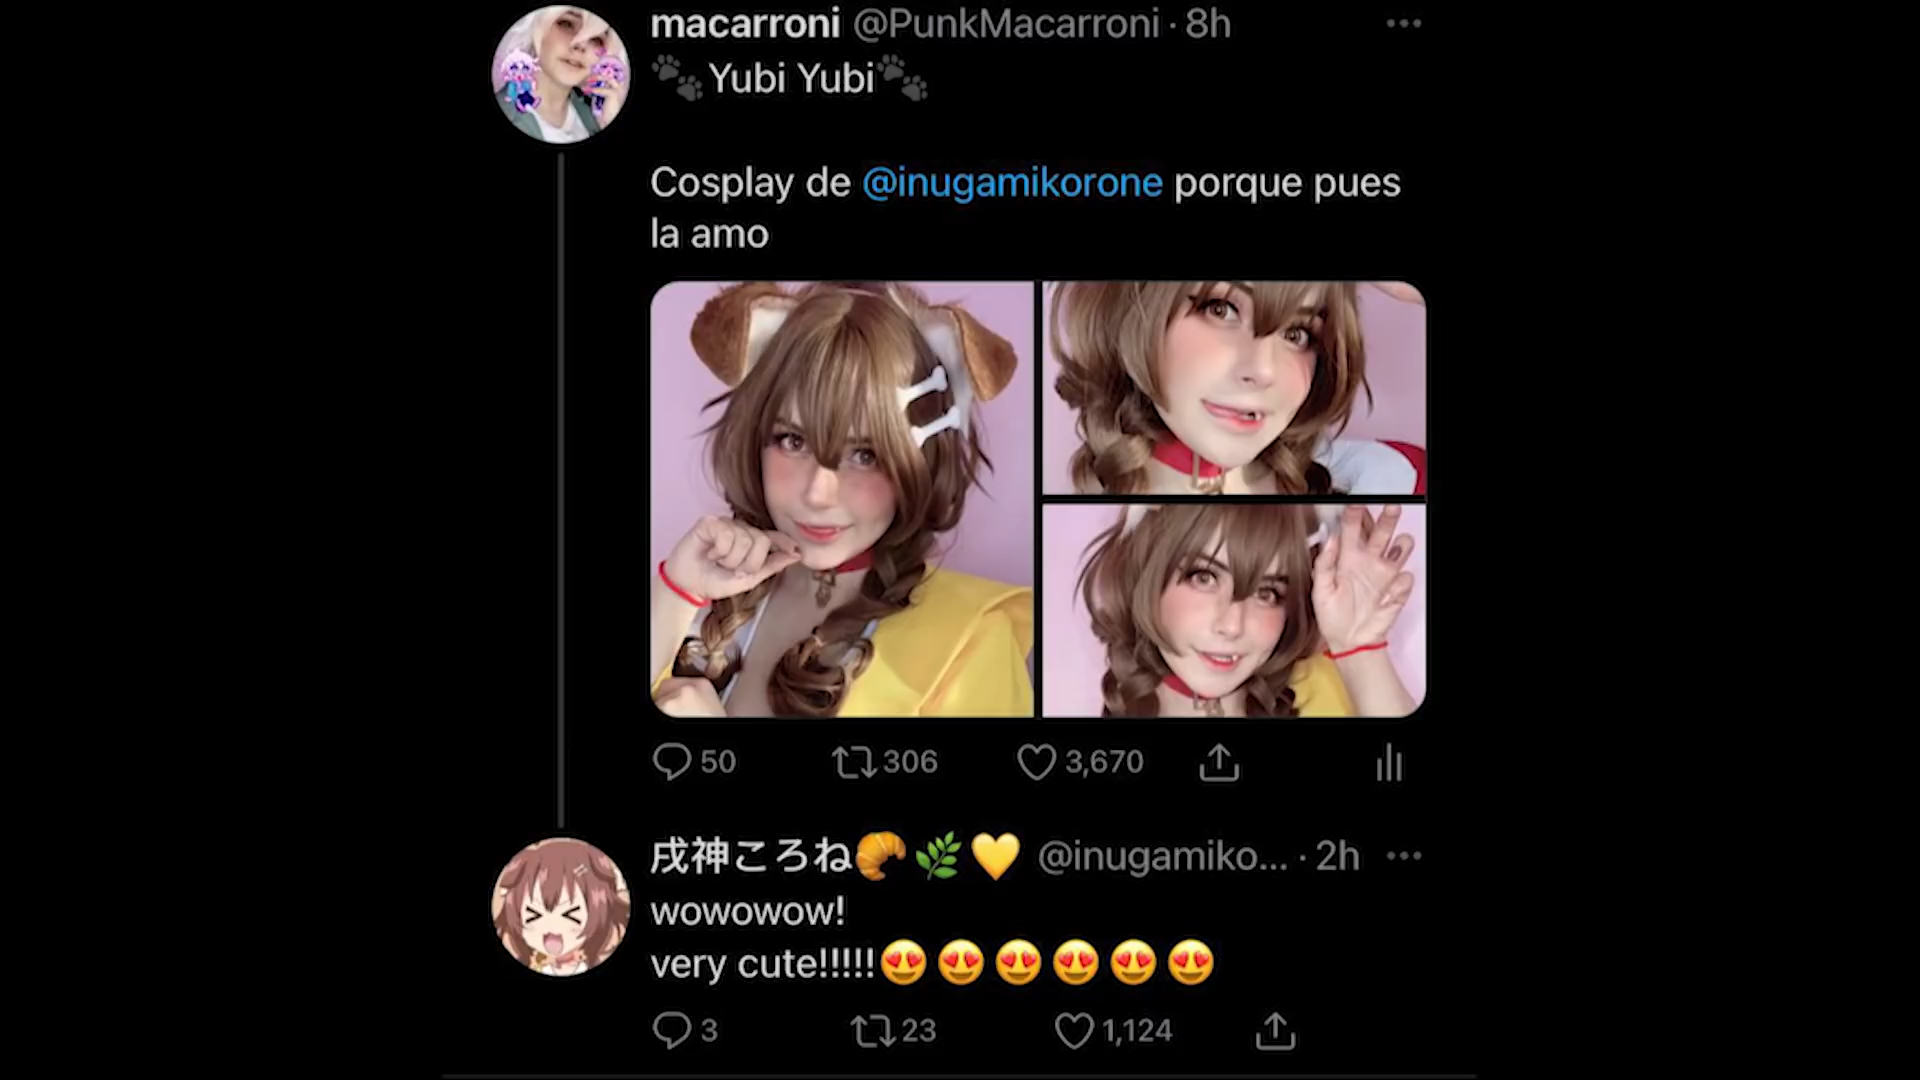 macarroni @PunkMacarroni · 8h
🐾 Yubi Yubi🐾
Cosplay de @inugamikorone porque pues
la amo
50 306 3,670
戌神ころね🥐🌿💛 @inugamiko... · 2h
wowowow!
very cute!!!!!😍😍😍😍😍😍
3 23 1,124